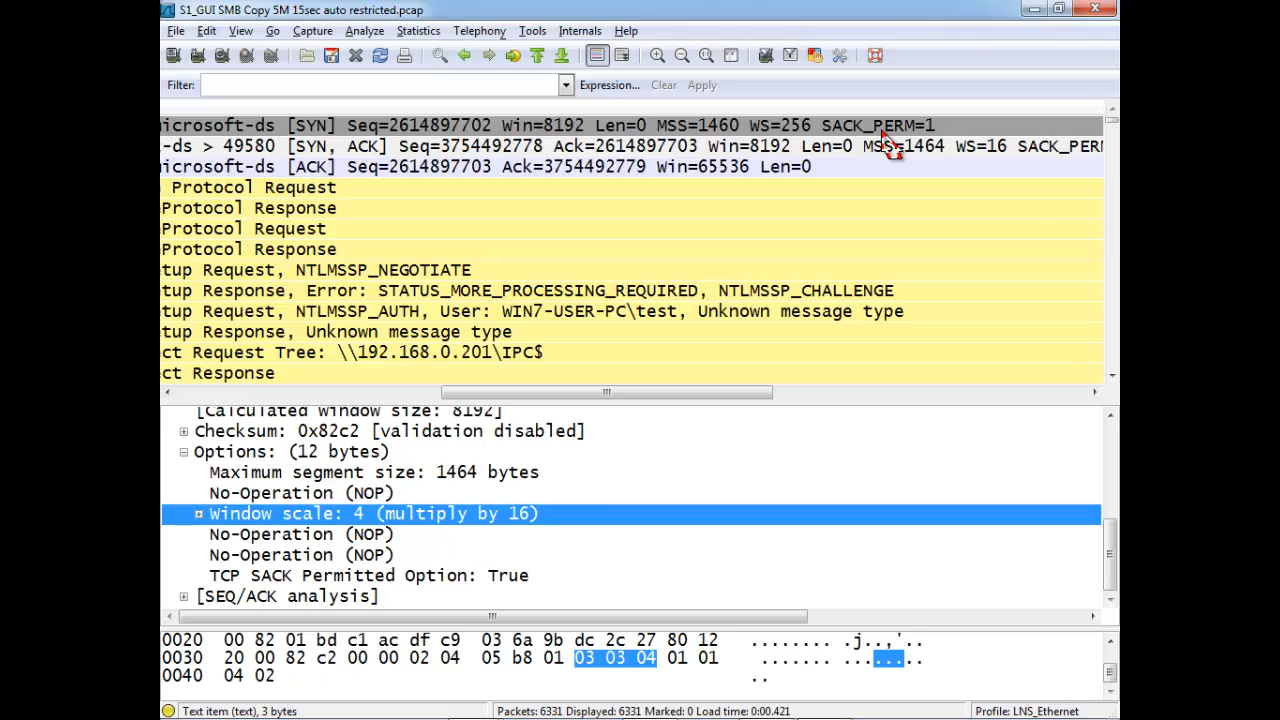 S1_GUI SMB Copy 5M 15sec auto restricted.pcap
File Edit View Go Capture Analyze Statistics Telephony Tools Internals Help
Filter: Expression... Clear Apply
icrosoft-ds [SYN] Seq=2614897702 Win=8192 Len=0 MSS=1460 WS=256 SACK_PERM=1
-ds > 49580 [SYN, ACK] Seq=3754492778 Ack=2614897703 Win=8192 Len=0 MSS=1464 WS=16 SACK_PERM
icrosoft-ds [ACK] Seq=2614897703 Ack=3754492779 Win=65536 Len=0
Protocol Request
Protocol Response
Protocol Request
Protocol Response
tup Request, NTLMSSP_NEGOTIATE
tup Response, Error: STATUS_MORE_PROCESSING_REQUIRED, NTLMSSP_CHALLENGE
tup Request, NTLMSSP_AUTH, User: WIN7-USER-PC\test, Unknown message type
tup Response, Unknown message type
ct Request Tree: \\192.168.0.201\IPC$
ct Response
[Calculated window size: 8192]
Checksum: 0x82c2 [validation disabled]
Options: (12 bytes)
Maximum segment size: 1464 bytes
No-Operation (NOP)
Window scale: 4 (multiply by 16)
No-Operation (NOP)
No-Operation (NOP)
TCP SACK Permitted Option: True
[SEQ/ACK analysis]
0020 00 82 01 bd c1 ac df c9 03 6a 9b dc 2c 27 80 12 ........ .j..,'..
0030 20 00 82 c2 00 00 02 04 05 b8 01 03 03 04 01 01 ....... .........
0040 04 02 ..
Text item (text), 3 bytes Packets: 6331 Displayed: 6331 Marked: 0 Load time: 0:00.421 Profile: LNS_Ethernet